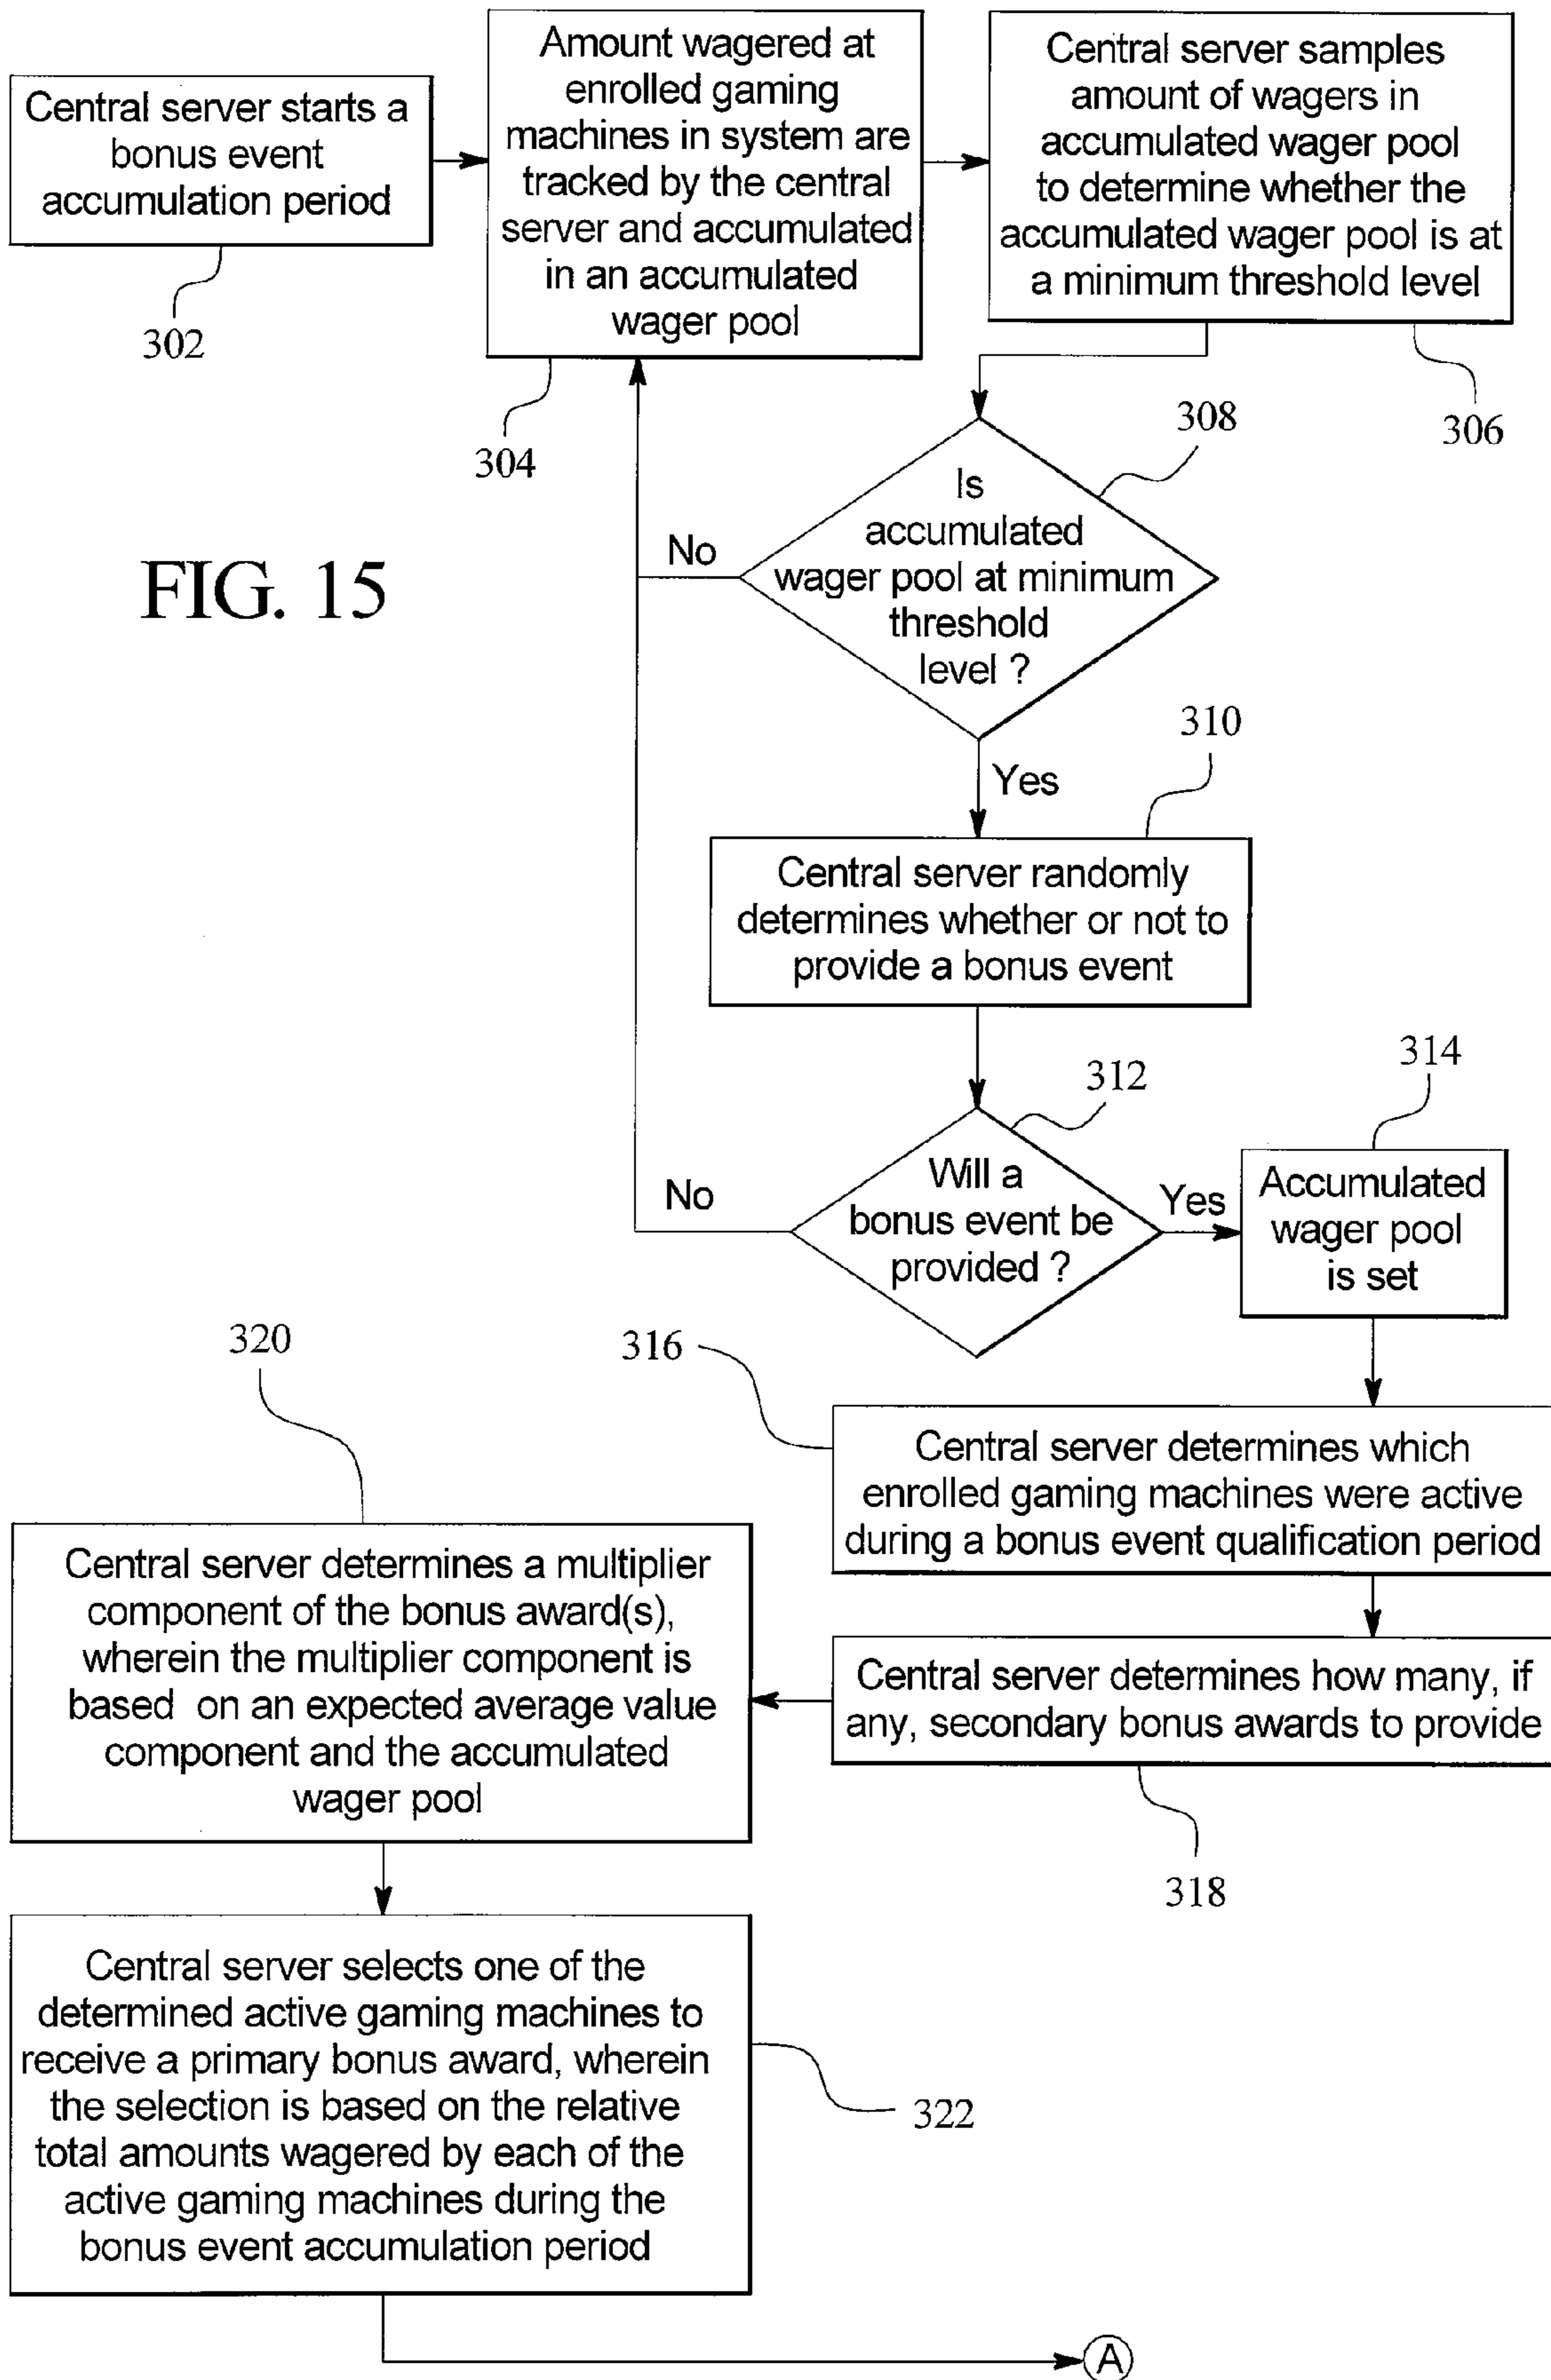 Central server starts a
bonus event
accumulation period
302
Amount wagered at
enrolled gaming
machines in system are
tracked by the central
server and accumulated
in an accumulated
wager pool
304
Central server samples
amount of wagers in
accumulated wager pool
to determine whether the
accumulated wager pool is at
a minimum threshold level
306
308
Is
accumulated
wager pool at minimum
threshold
level ?
No
Yes
FIG. 15
310
Central server randomly
determines whether or not to
provide a bonus event
312
Will a
bonus event be
provided ?
No
Yes
314
Accumulated
wager pool
is set
316
Central server determines which
enrolled gaming machines were active
during a bonus event qualification period
Central server determines how many, if
any, secondary bonus awards to provide
318
320
Central server determines a multiplier
component of the bonus award(s),
wherein the multiplier component is
based on an expected average value
component and the accumulated
wager pool
Central server selects one of the
determined active gaming machines to
receive a primary bonus award, wherein
the selection is based on the relative
total amounts wagered by each of the
active gaming machines during the
bonus event accumulation period
322
A